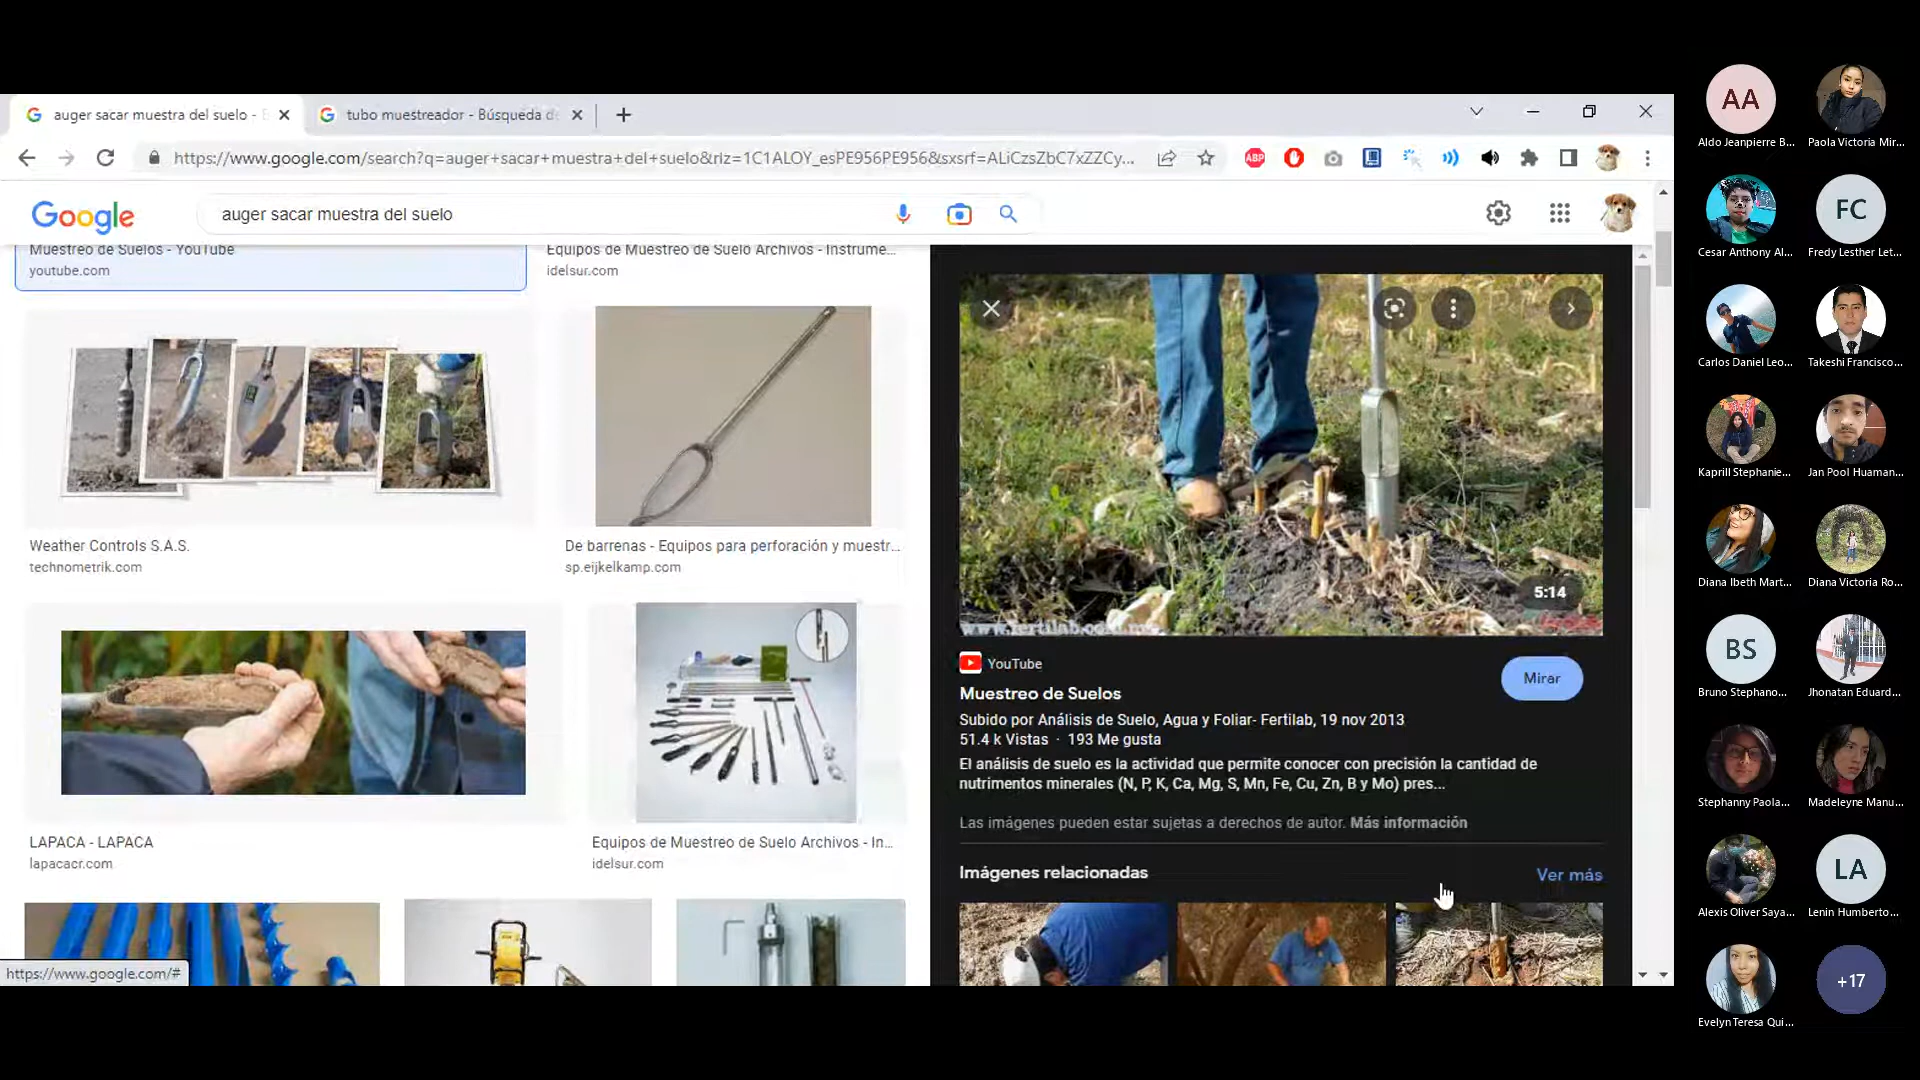 auger sacar muestra del suelo -
tubo muestreador - Búsqueda de
https://www.google.com/search?q=auger+sacar+muestra+del+suelo&rlz=1C1ALOY_esPE956PE956&sxsrf=ALiCzsZbC7xZZCy...
ABP
Google
auger sacar muestra del suelo
Muestreo de Suelos - YouTube
youtube.com
Equipos de Muestreo de Suelo Archivos - Instrume...
idelsur.com
Weather Controls S.A.S.
technometrik.com
De barrenas - Equipos para perforación y muestr...
sp.eijkelkamp.com
LAPACA - LAPACA
lapacacr.com
Equipos de Muestreo de Suelo Archivos - In...
idelsur.com
https://www.google.com/#
5:14
www.fertilab.com.mx
YouTube
Mirar
Muestreo de Suelos
Subido por Análisis de Suelo, Agua y Foliar- Fertilab, 19 nov 2013
51.4 k Vistas · 193 Me gusta
El análisis de suelo es la actividad que permite conocer con precisión la cantidad de
nutrimentos minerales (N, P, K, Ca, Mg, S, Mn, Fe, Cu, Zn, B y Mo) pres...
Las imágenes pueden estar sujetas a derechos de autor. Más información
Imágenes relacionadas
Ver más
AA
Aldo Jeanpierre B...
Paola Victoria Mir...
Cesar Anthony Al...
FC
Fredy Lesther Let...
Carlos Daniel Leo...
Takeshi Francisco...
Kaprill Stephanie...
Jan Pool Huaman...
Diana Ibeth Mart...
Diana Victoria Ro...
BS
Bruno Stephano...
Jhonatan Eduard...
Stephanny Paola...
Madeleyne Manu...
Alexis Oliver Saya...
LA
Lenin Humberto...
Evelyn Teresa Qui...
+17